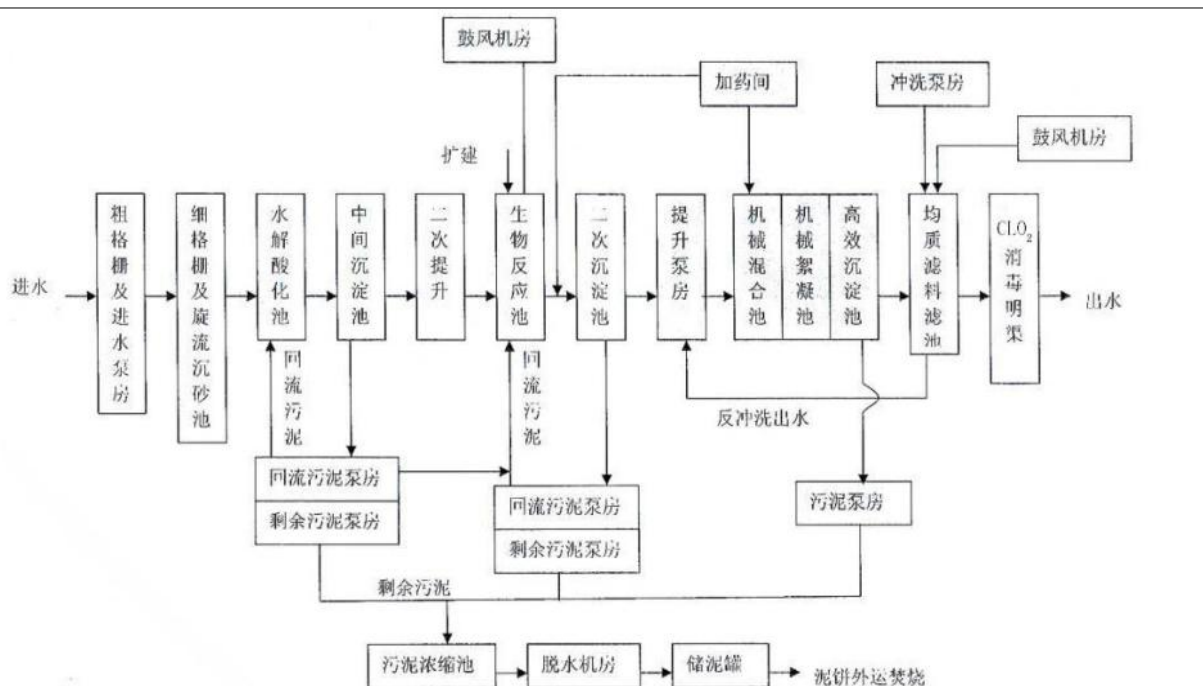 鼓风机房
加药间
冲洗泵房
鼓风机房
扩建
进水
粗格栅及进水泵房
细格栅及旋流沉砂池
水解酸化池
中间沉淀池
二次提升
生物反应池
二次沉淀池
提升泵房
机械混合池
机械絮凝池
高效沉淀池
均质滤料滤池
CLO₂消毒明渠
出水
回流污泥
回流污泥
反冲洗出水
回流污泥泵房
剩余污泥泵房
回流污泥泵房
剩余污泥泵房
污泥泵房
剩余污泥
污泥浓缩池
脱水机房
储泥罐
泥饼外运焚烧